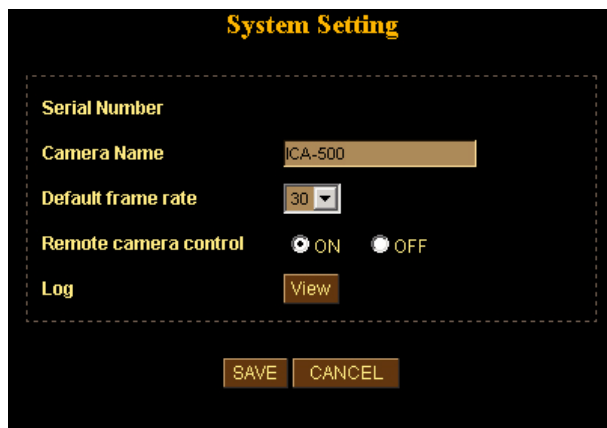 System Setting
Serial Number
Camera Name ICA-500
Default frame rate 30
Remote camera control ON OFF
Log View
SAVE CANCEL